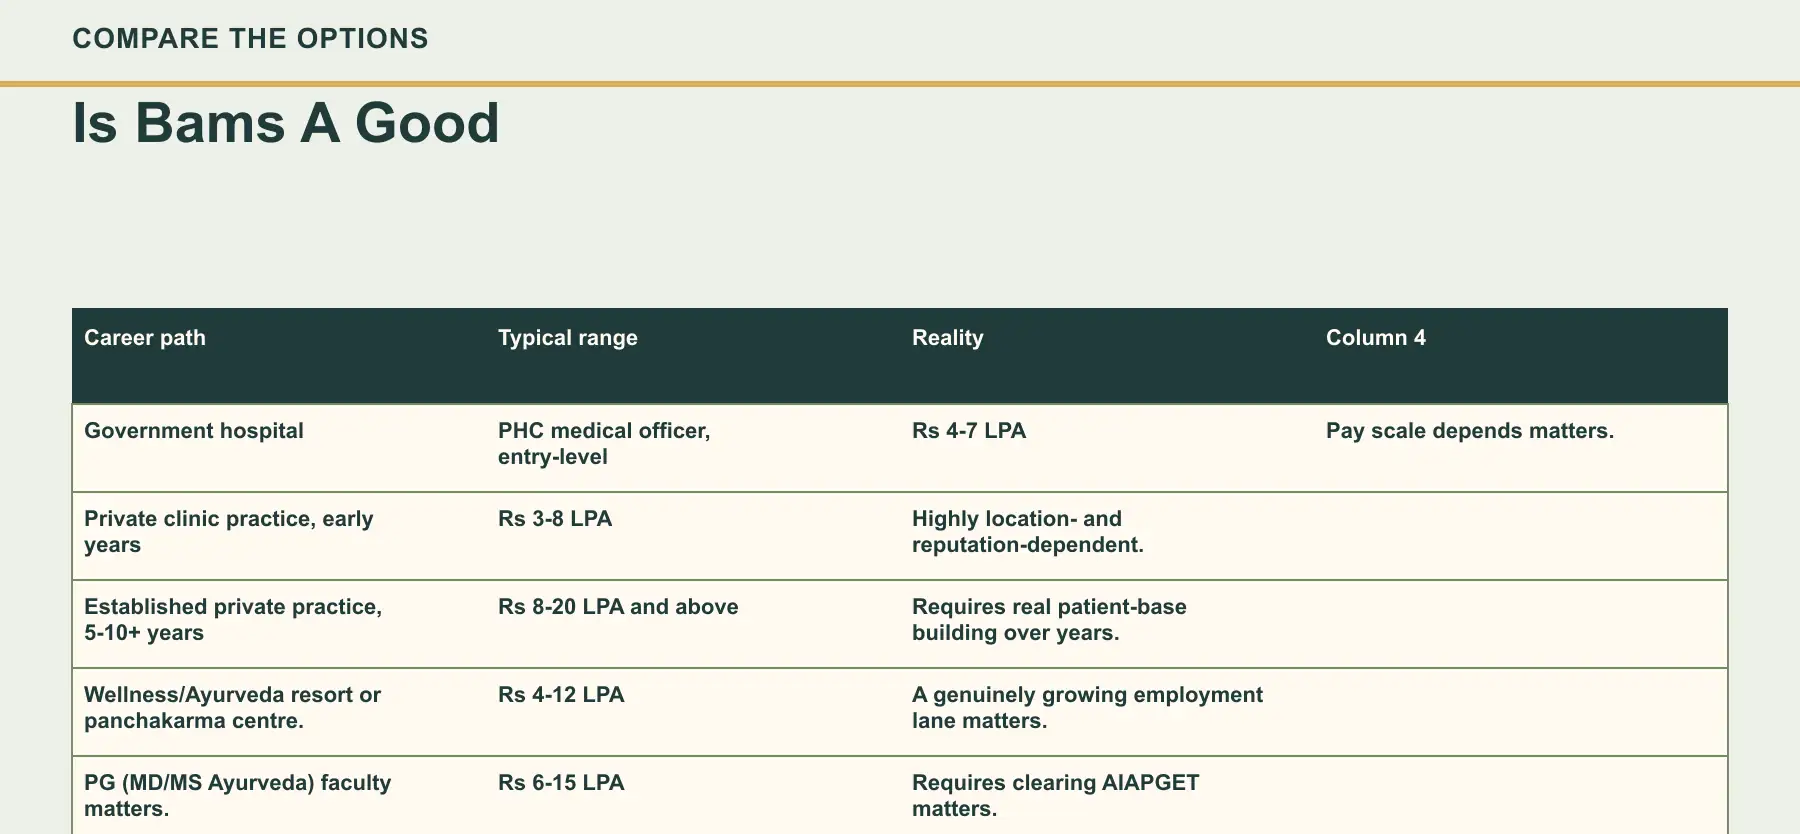 COMPARE THE OPTIONS
Is Bams A Good
Career path Typical range Reality Column 4
Government hospital PHC medical officer, Rs 4-7 LPA Pay scale depends matters.
entry-level
Private clinic practice, early Rs 3-8 LPA Highly location- and
years reputation-dependent.
Established private practice, Rs 8-20 LPA and above Requires real patient-base
5-10+ years building over years.
Wellness/Ayurveda resort or Rs 4-12 LPA A genuinely growing employment
panchakarma centre. lane matters.
PG (MD/MS Ayurveda) faculty Rs 6-15 LPA Requires clearing AIAPGET
matters. matters.